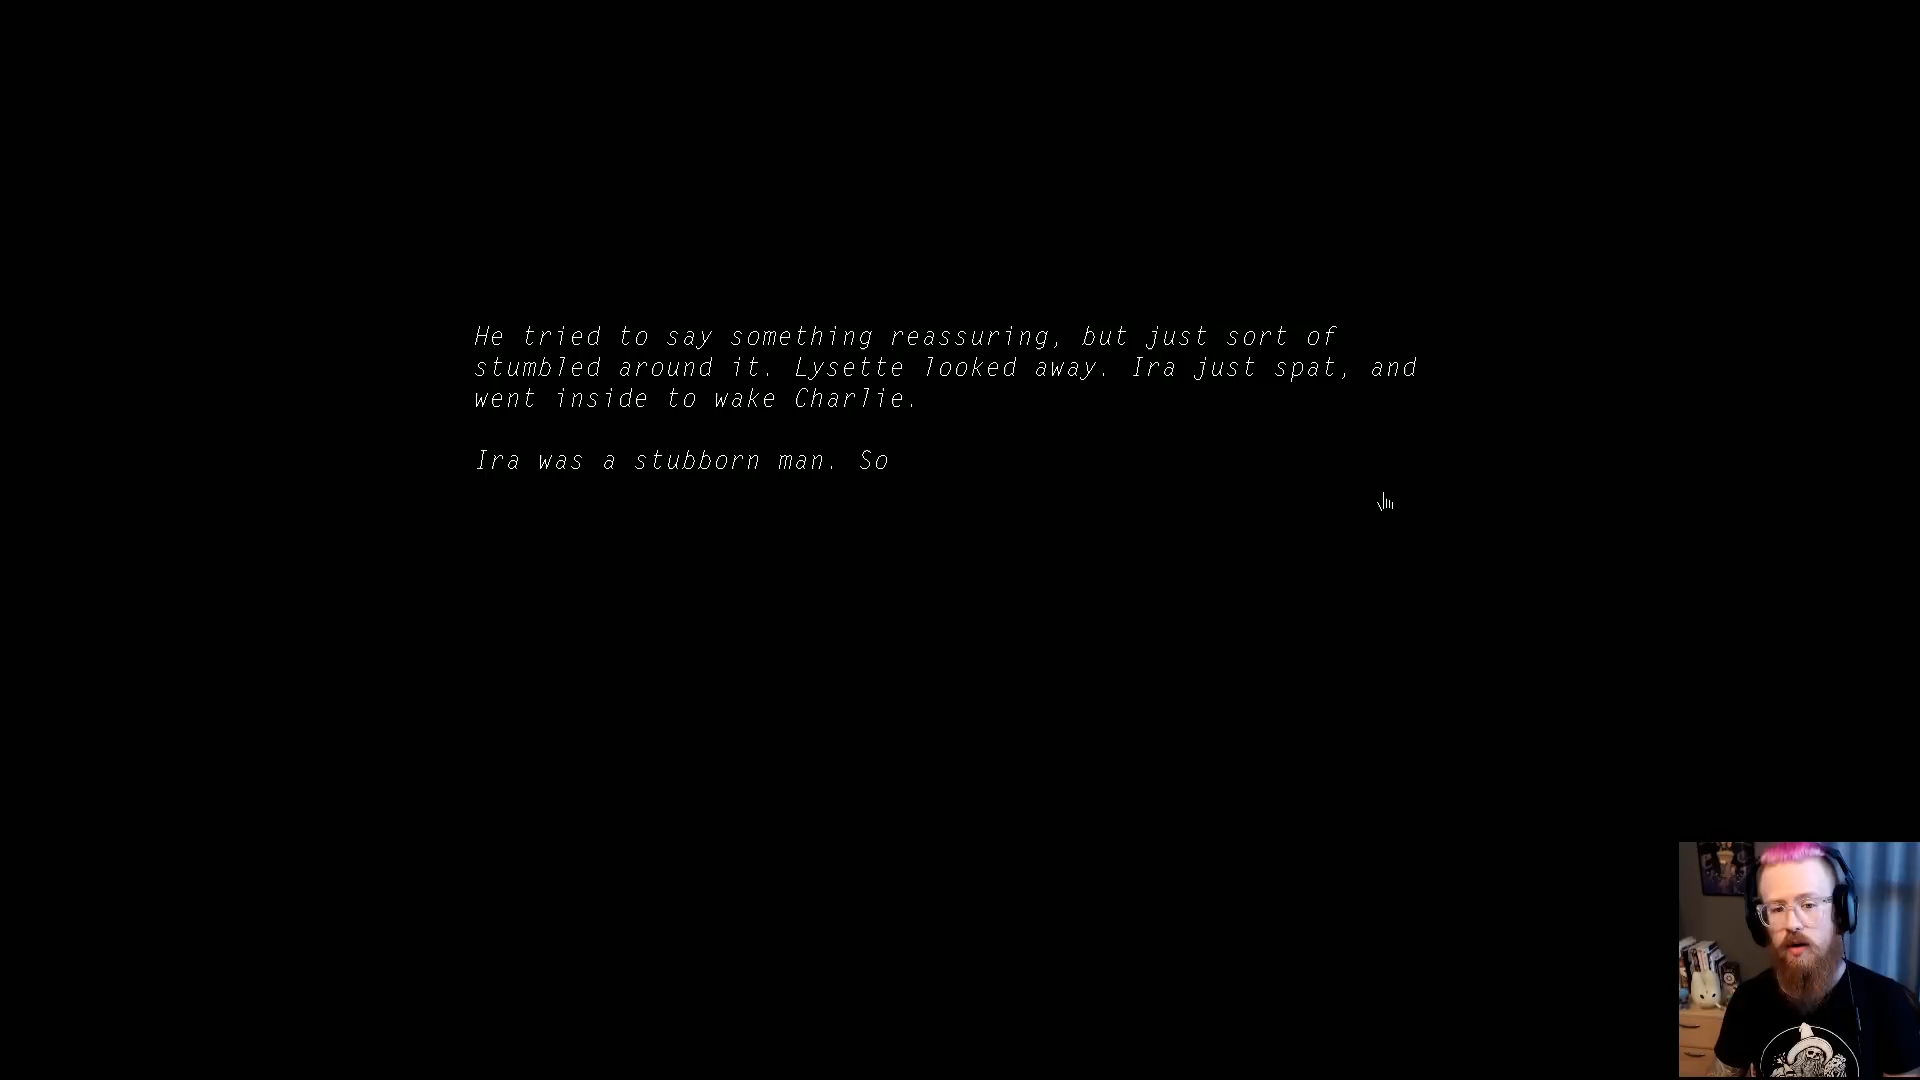 He tried to say something reassuring, but just sort of
stumbled around it. Lysette looked away. Ira just spat, and
went inside to wake Charlie.
Ira was a stubborn man. So